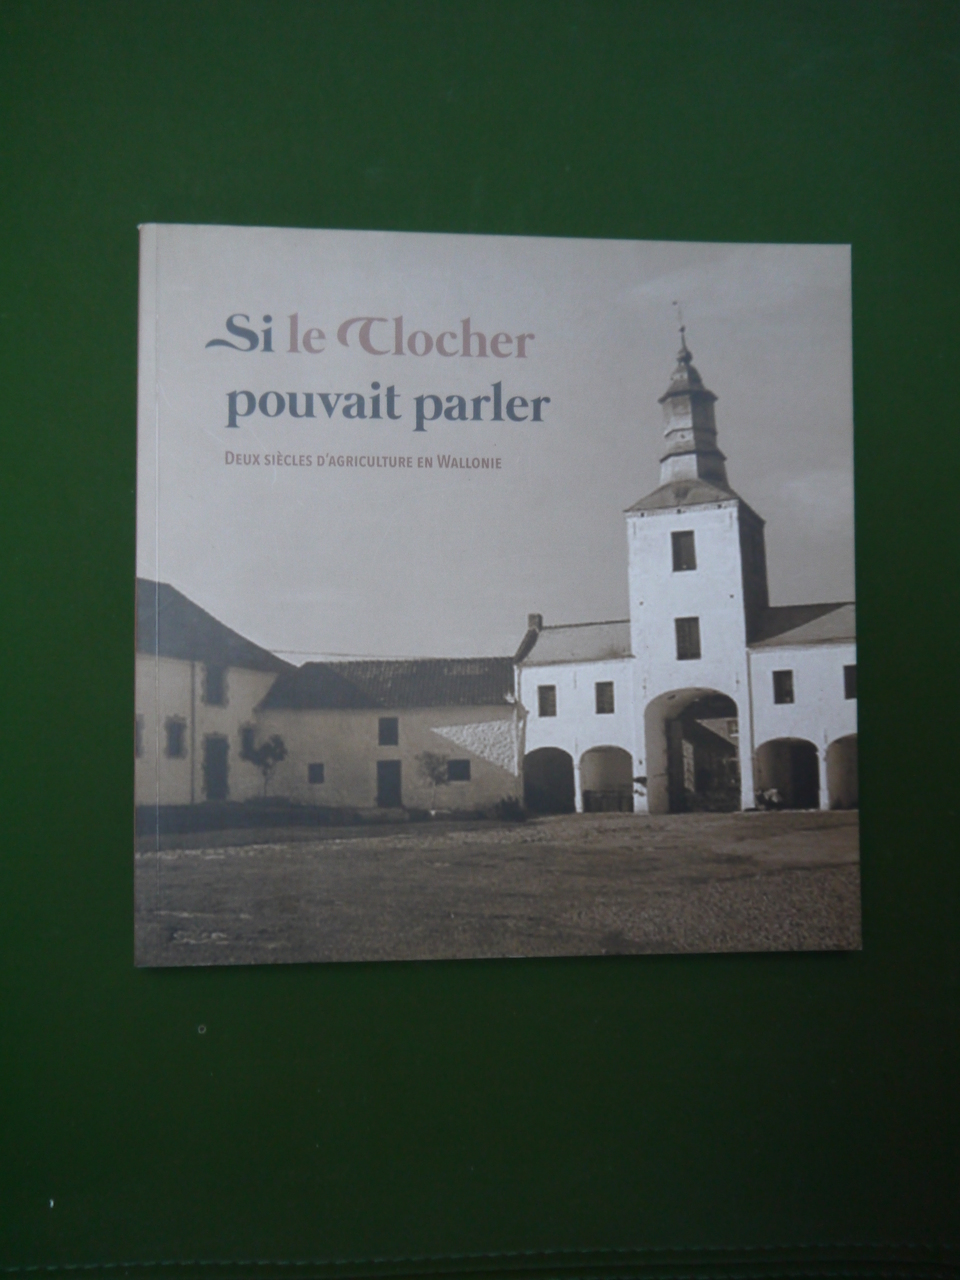 Si le Clocher
pouvait parler
Deux siècles d'agriculture en Wallonie